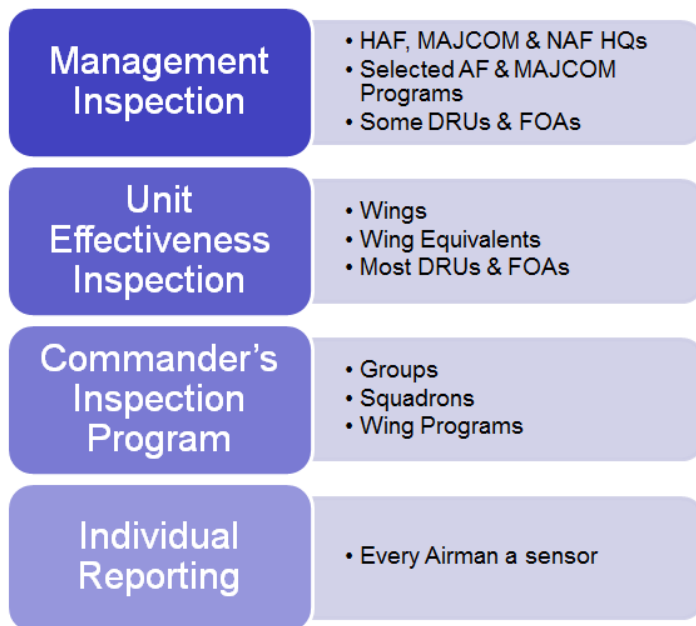 Management
Inspection
• HAF, MAJCOM & NAF HQs
• Selected AF & MAJCOM
Programs
• Some DRUs & FOAs
Unit
Effectiveness
Inspection
• Wings
• Wing Equivalents
• Most DRUs & FOAs
Commander’s
Inspection
Program
• Groups
• Squadrons
• Wing Programs
Individual
Reporting
• Every Airman a sensor